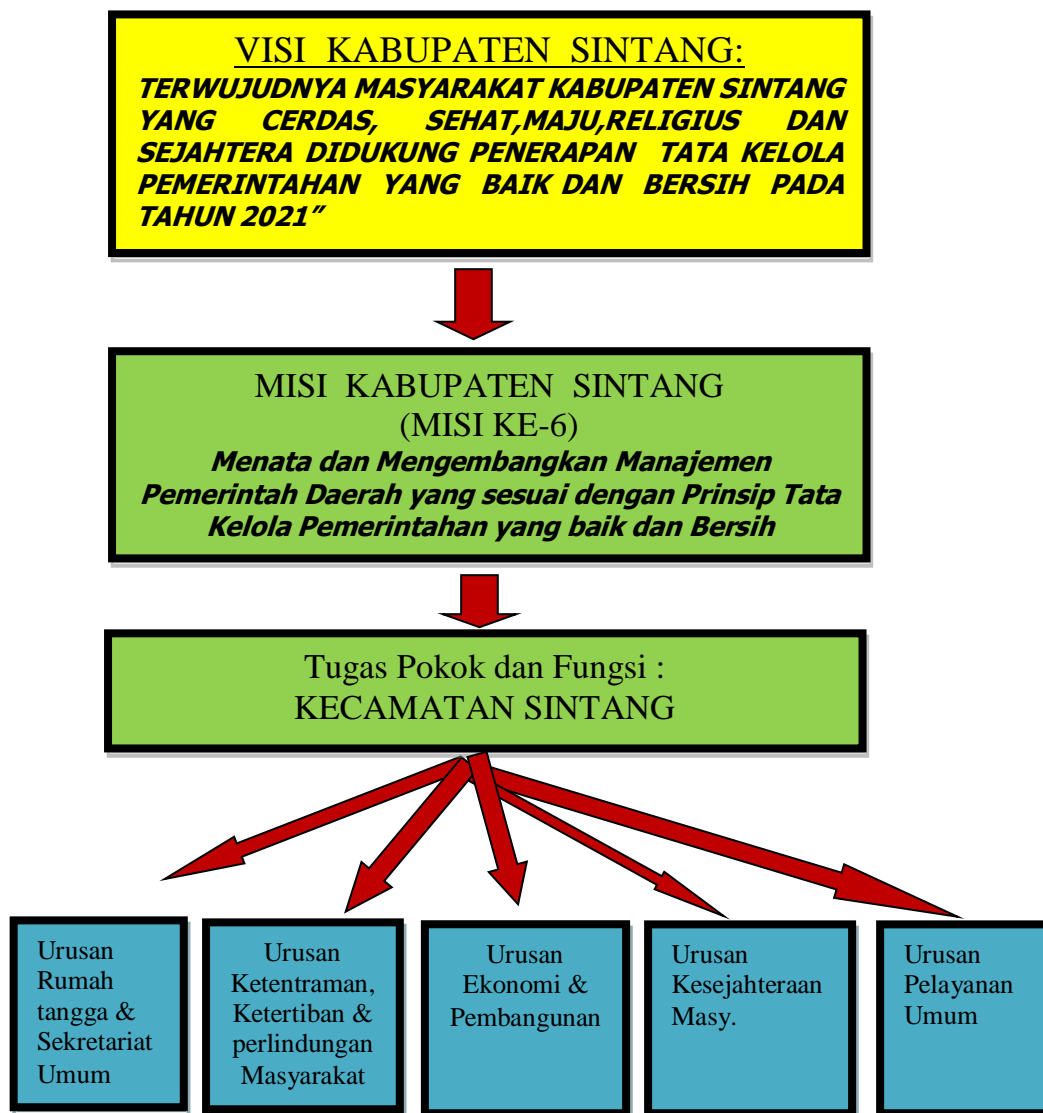 VISI KABUPATEN SINTANG:
TERWUJUDNYA MASYARAKAT KABUPATEN SINTANG
YANG CERDAS, SEHAT,MAJU,RELIGIUS DAN
SEJAHTERA DIDUKUNG PENERAPAN TATA KELOLA
PEMERINTAHAN YANG BAIK DAN BERSIH PADA
TAHUN 2021”
MISI KABUPATEN SINTANG
(MISI KE-6)
Menata dan Mengembangkan Manajemen
Pemerintah Daerah yang sesuai dengan Prinsip Tata
Kelola Pemerintahan yang baik dan Bersih
Tugas Pokok dan Fungsi :
KECAMATAN SINTANG
Urusan
Rumah
tangga &
Sekretariat
Umum
Urusan
Ketentraman,
Ketertiban &
perlindungan
Masyarakat
Urusan
Ekonomi &
Pembangunan
Urusan
Kesejahteraan
Masy.
Urusan
Pelayanan
Umum